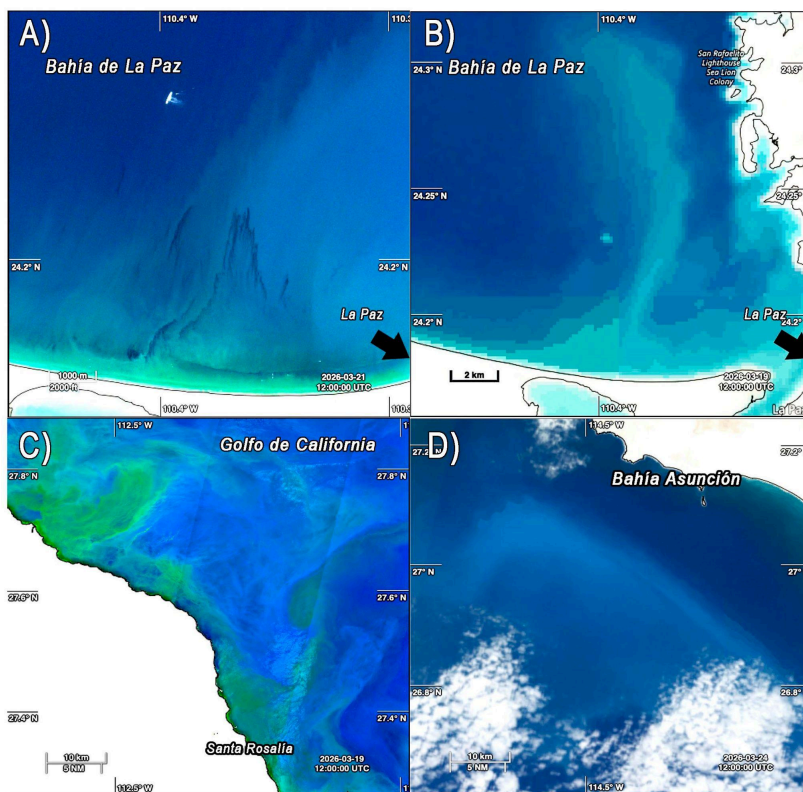 A)
110.4° W
110.3
Bahía de La Paz
24.2° N
24.2° N
La Paz
1000 m
2000 ft
2026-03-21
12:00:00 UTC
110.4° W
110.3
B)
110.4° W
San Rafaelito
Lighthouse
Sea Lion
Colony
24.3° N
Bahía de La Paz
24.25° N
24.25° N
La Paz
24.2° N
24.2° N
2 km
2026-03-19
12:00:00 UTC
110.4° W
La Paz
C)
112.5° W
Golfo de California
27.8° N
27.8° N
27.6° N
27.6° N
27.4° N
27.4° N
Santa Rosalía
10 km
5 NM
2026-03-19
12:00:00 UTC
112.5° W
D)
114.5° W
27.2
27.2°
Bahía Asunción
27° N
27°
26.8° N
26.8°
10 km
5 NM
2026-03-24
12:00:00 UTC
114.5° W